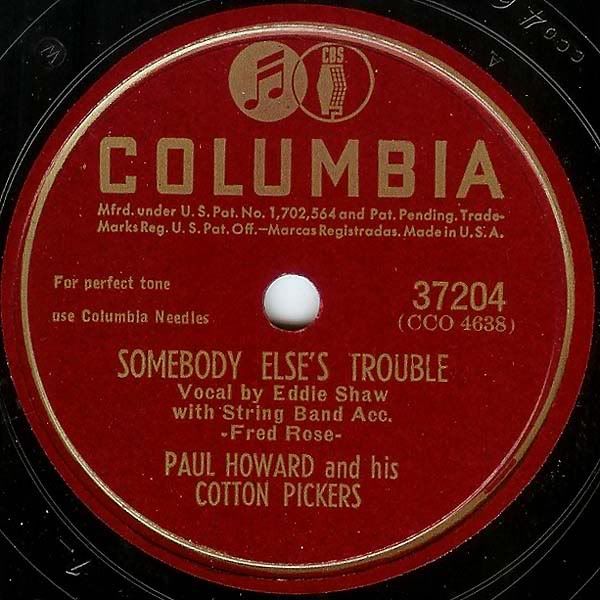 CBS
COLUMBIA
Mfrd. under U. S. Pat. No. 1,702,564 and Pat. Pending. Trade-
Marks Reg. U. S. Pat. Off.—Marcas Registradas. Made in U. S. A.
For perfect tone
use Columbia Needles
37204
(CCO 4638)
SOMEBODY ELSE'S TROUBLE
Vocal by Eddie Shaw
with String Band Acc.
-Fred Rose-
PAUL HOWARD and his
COTTON PICKERS
W
A